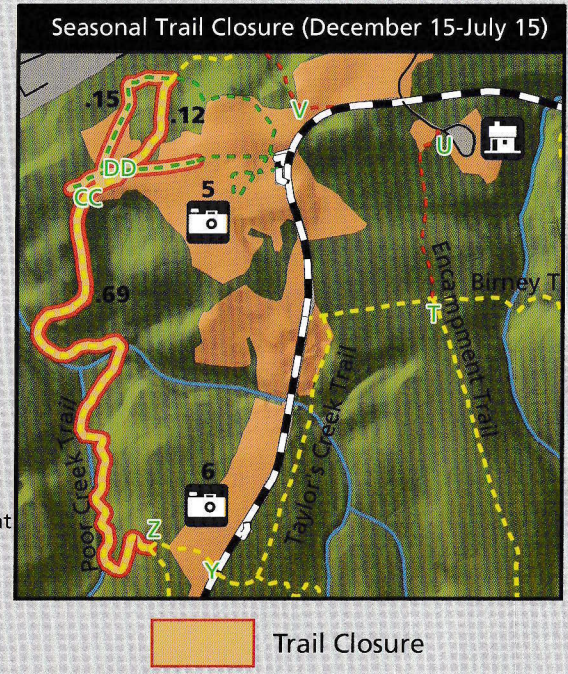 Seasonal Trail Closure (December 15-July 15)
.15
.12
V
U
DD
CC
5
.69
Encampment Trail
Birney T
T
Poor Creek Trail
Taylor's Creek Trail
6
nt
Z
Y
Trail Closure